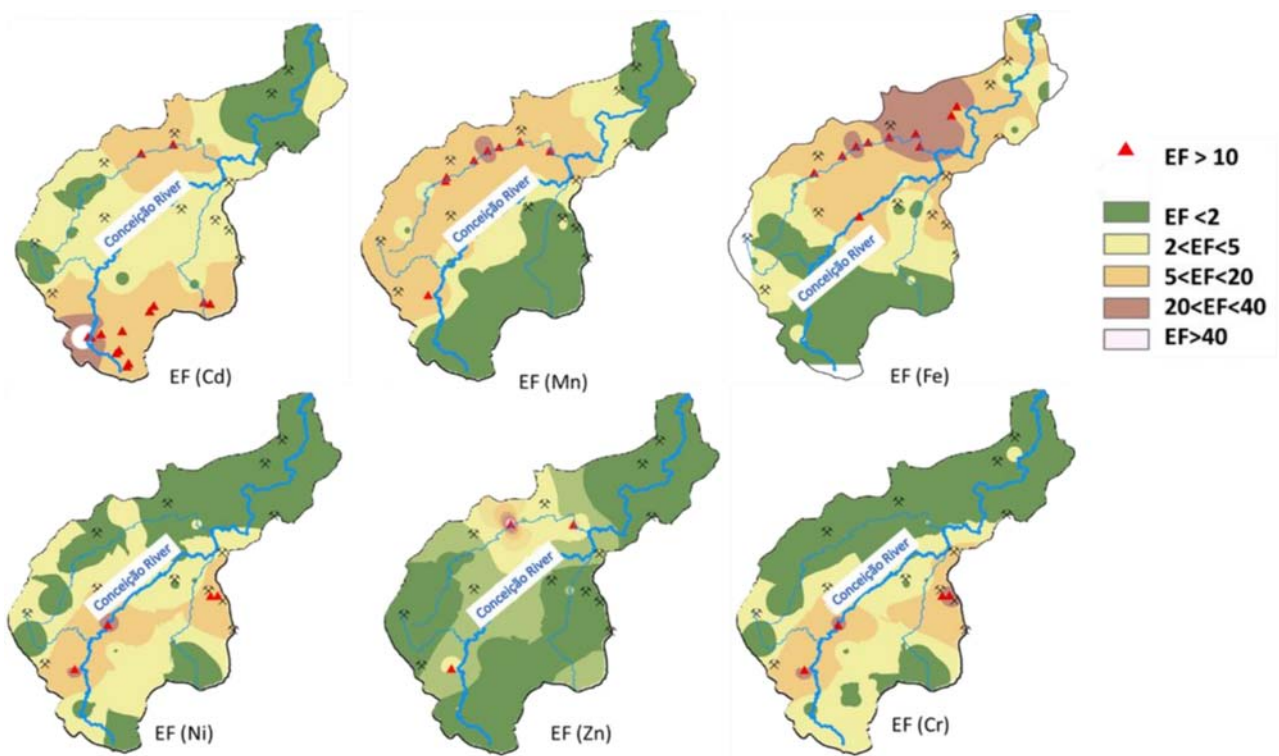 Conceição River
EF (Cd)
Conceição River
EF (Mn)
Conceição River
EF (Fe)
EF > 10
EF <2
2<EF<5
5<EF<20
20<EF<40
EF>40
Conceição River
EF (Ni)
Conceição River
EF (Zn)
Conceição River
EF (Cr)